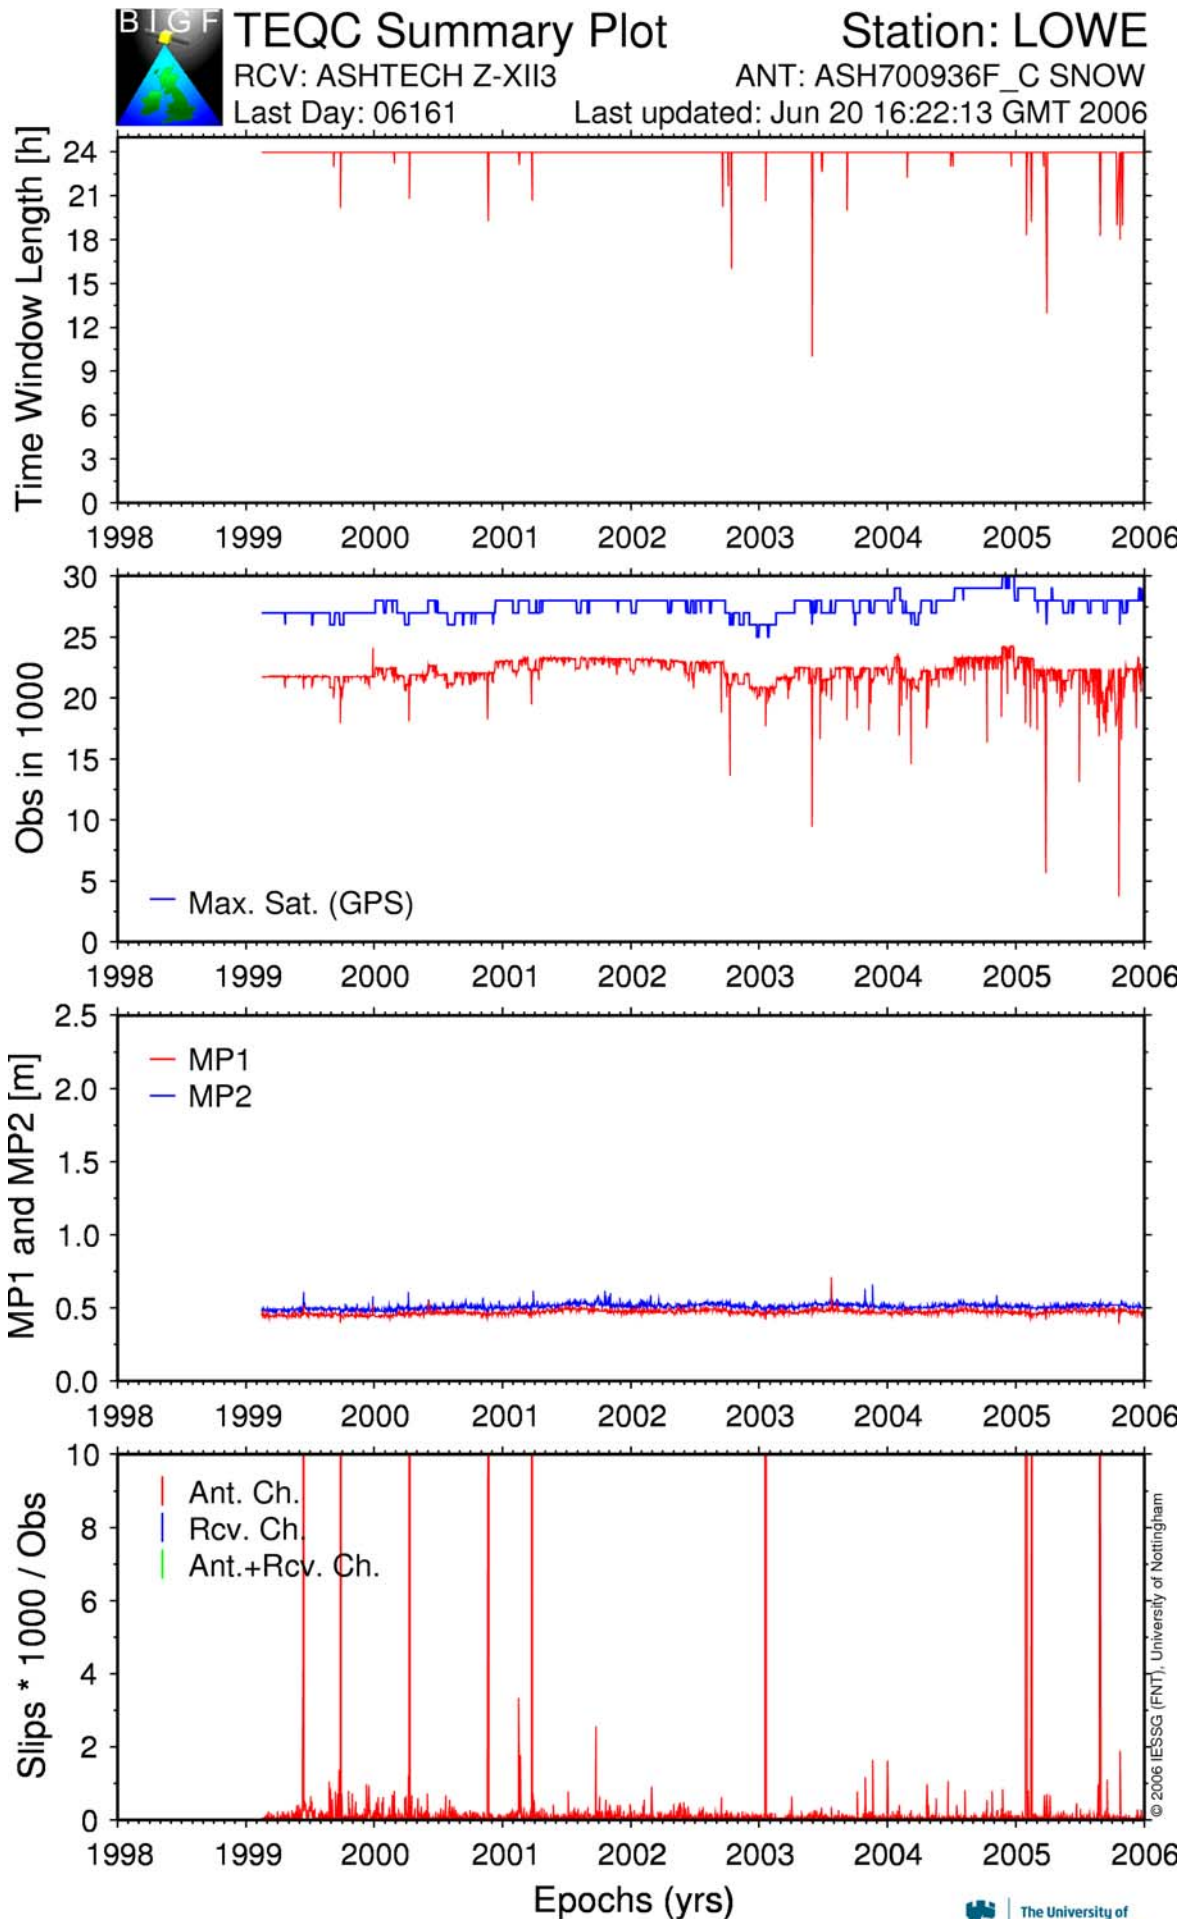 BIGF
TEQC Summary Plot
Station: LOWE
RCV: ASHTECH Z-XII3
ANT: ASH700936F_C SNOW
Last Day: 06161
Last updated: Jun 20 16:22:13 GMT 2006
Time Window Length [h]
24
21
18
15
12
9
6
3
0
1998 1999 2000 2001 2002 2003 2004 2005 2006
Obs in 1000
30
25
20
15
10
5
0
Max. Sat. (GPS)
1998 1999 2000 2001 2002 2003 2004 2005 2006
MP1 and MP2 [m]
2.5
2.0
1.5
1.0
0.5
0.0
MP1
MP2
1998 1999 2000 2001 2002 2003 2004 2005 2006
Slips * 1000 / Obs
10
8
6
4
2
0
Ant. Ch.
Rcv. Ch.
Ant.+Rcv. Ch.
1998 1999 2000 2001 2002 2003 2004 2005 2006
Epochs (yrs)
© 2006 IESSG (FNT), University of Nottingham
The University of